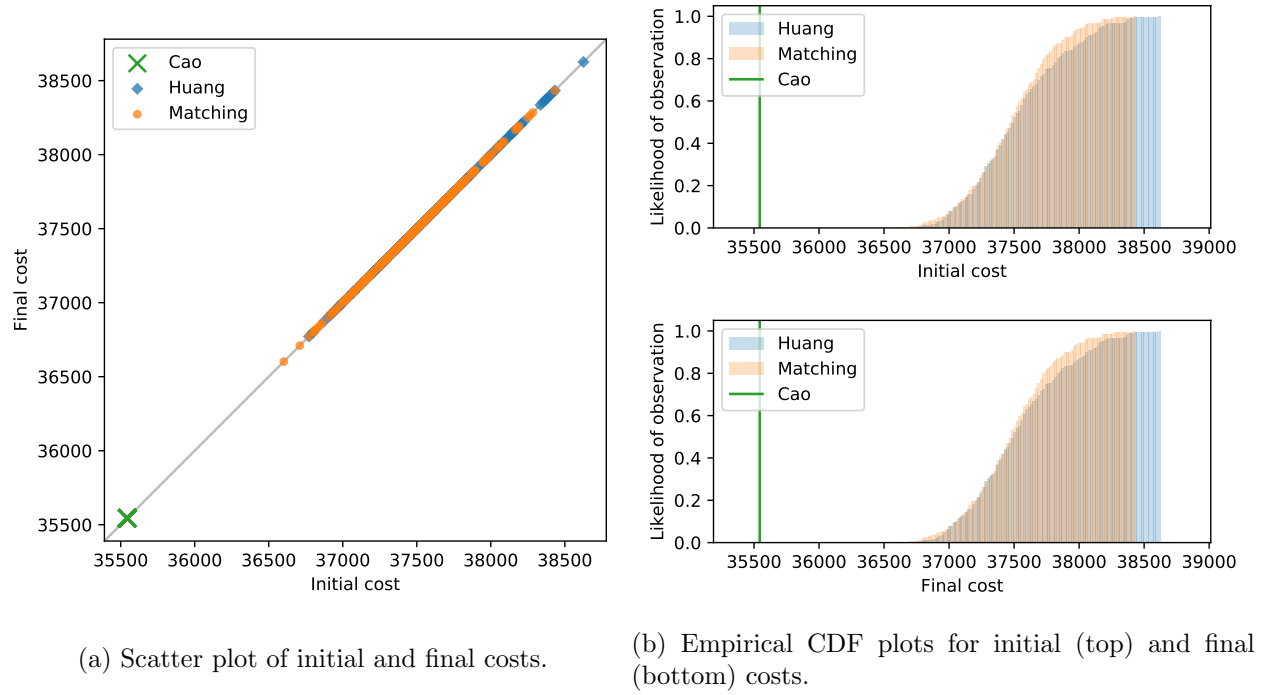 Cao
Huang
Matching
38500
38000
37500
37000
36500
36000
35500
Final cost
35500 36000 36500 37000 37500 38000 38500
Initial cost
Huang
Matching
Cao
1.0
0.8
0.6
0.4
0.2
0.0
Likelihood of observation
35500 36000 36500 37000 37500 38000 38500 39000
Initial cost
Huang
Matching
Cao
1.0
0.8
0.6
0.4
0.2
0.0
Likelihood of observation
35500 36000 36500 37000 37500 38000 38500 39000
Final cost
(a) Scatter plot of initial and final costs.
(b) Empirical CDF plots for initial (top) and final
(bottom) costs.